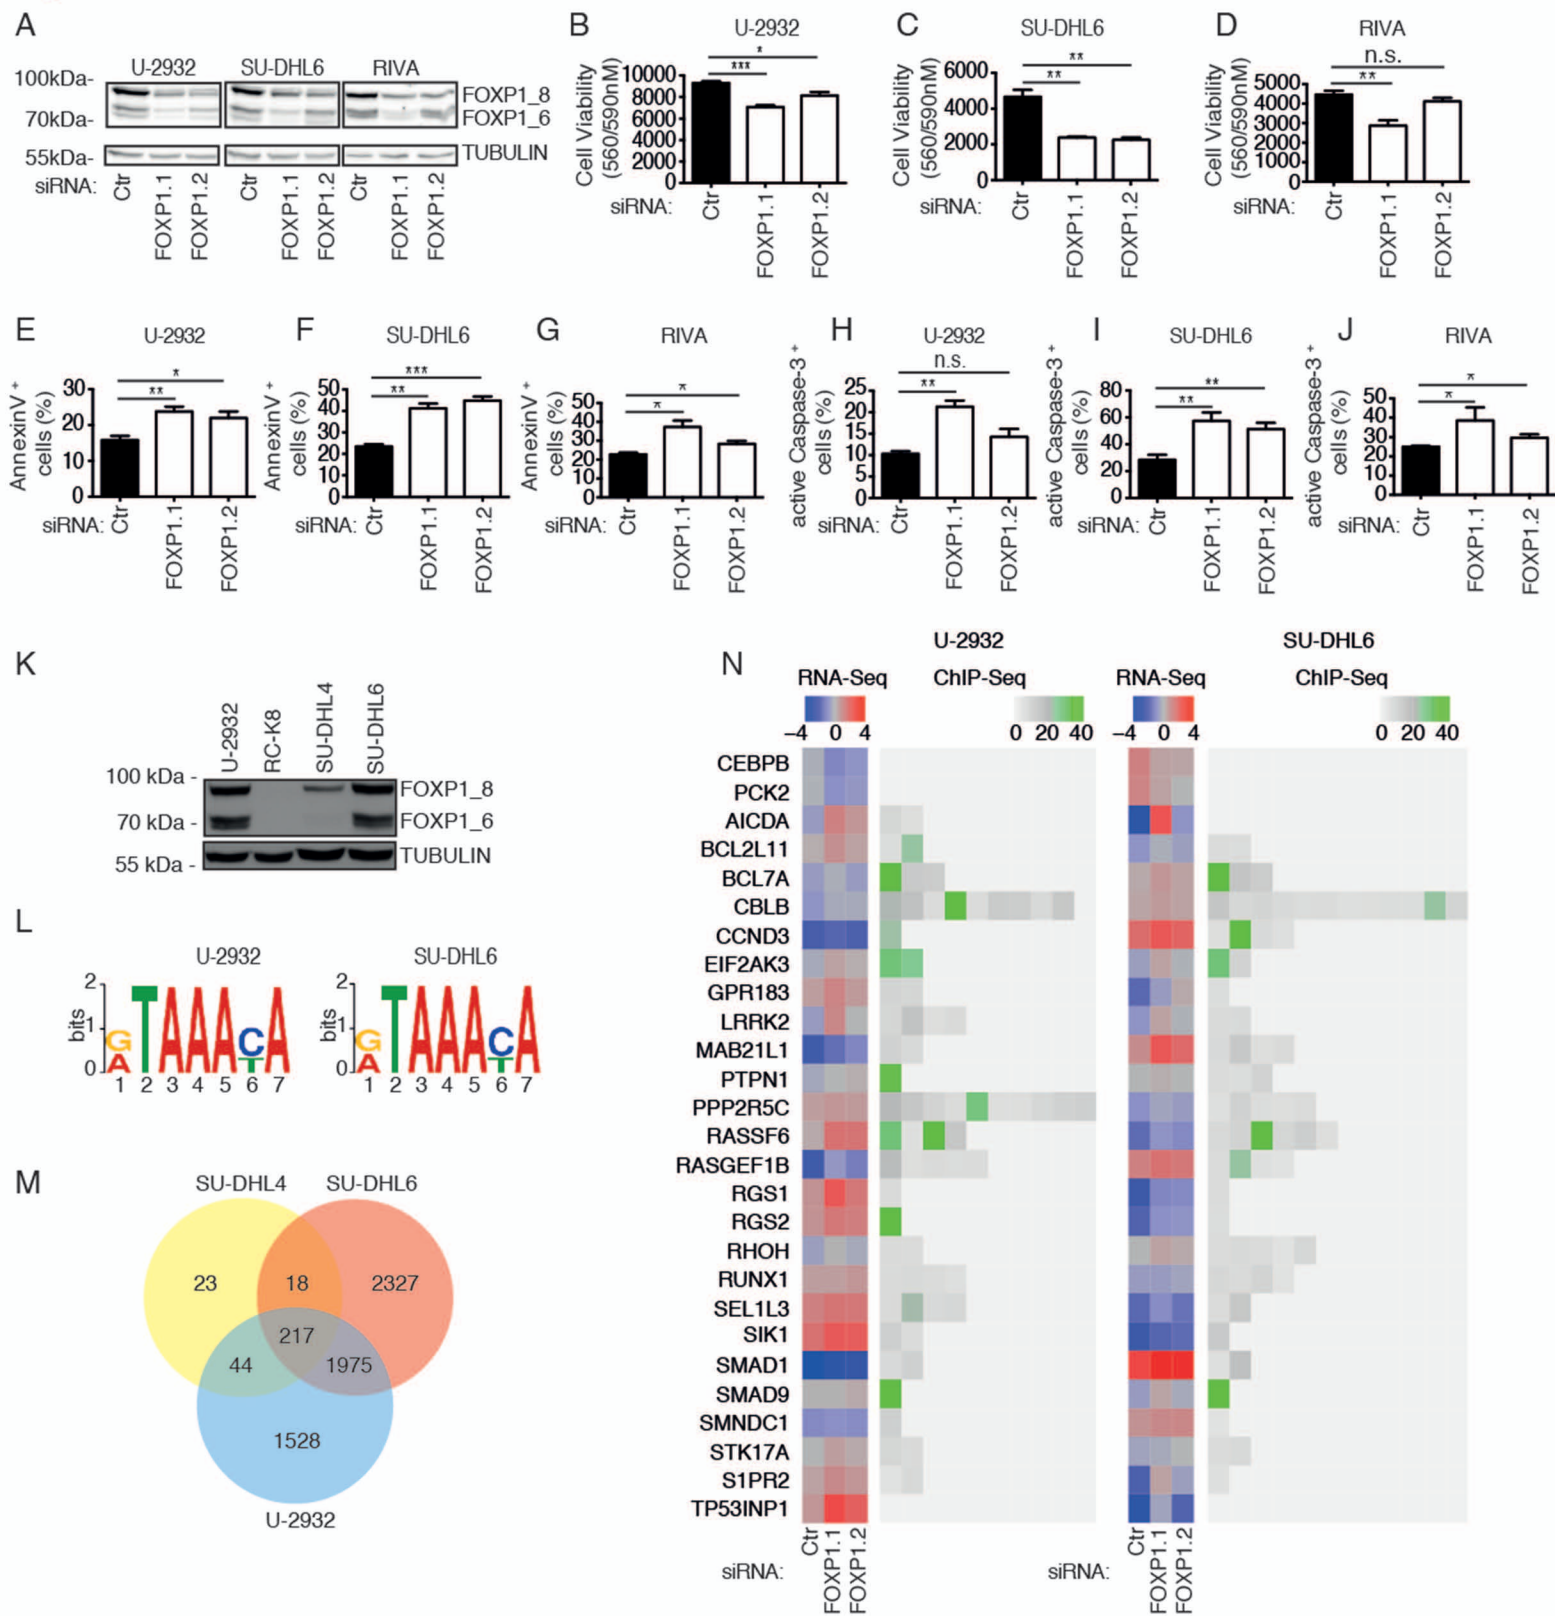 A
U-2932 SU-DHL6 RIVA
100kDa-
FOXP1_8
70kDa-
FOXP1_6
55kDa-
TUBULIN
siRNA: Ctr FOXP1.1 FOXP1.2 Ctr FOXP1.1 FOXP1.2 Ctr FOXP1.1 FOXP1.2
B
U-2932
Cell Viability
(560/590nM)
10000
8000
6000
4000
2000
0
*
***
siRNA: Ctr FOXP1.1 FOXP1.2
C
SU-DHL6
Cell Viability
(560/590nM)
6000
4000
2000
0
**
**
siRNA: Ctr FOXP1.1 FOXP1.2
D
RIVA
Cell Viability
(560/590nM)
5000
4000
3000
2000
1000
0
n.s.
**
siRNA: Ctr FOXP1.1 FOXP1.2
E
U-2932
AnnexinV +
cells (%)
30
20
10
0
*
**
siRNA: Ctr FOXP1.1 FOXP1.2
F
SU-DHL6
AnnexinV +
cells (%)
50
40
30
20
10
0
***
**
siRNA: Ctr FOXP1.1 FOXP1.2
G
RIVA
AnnexinV +
cells (%)
50
40
30
20
10
0
*
*
siRNA: Ctr FOXP1.1 FOXP1.2
H
U-2932
active Caspase-3 +
cells (%)
25
20
15
10
5
0
n.s.
**
siRNA: Ctr FOXP1.1 FOXP1.2
I
SU-DHL6
active Caspase-3 +
cells (%)
80
60
40
20
0
**
**
siRNA: Ctr FOXP1.1 FOXP1.2
J
RIVA
active Caspase-3 +
cells (%)
50
40
30
20
10
0
*
*
siRNA: Ctr FOXP1.1 FOXP1.2
K
U-2932 RC-K8 SU-DHL4 SU-DHL6
100 kDa -
FOXP1_8
70 kDa -
FOXP1_6
TUBULIN
55 kDa -
L
U-2932
bits
2
1
0
G T A A A C A
A T
1 2 3 4 5 6 7
SU-DHL6
bits
2
1
0
G T A A A C A
A T
1 2 3 4 5 6 7
M
SU-DHL4 SU-DHL6
23 18 2327
217
44 1975
1528
U-2932
N
U-2932 SU-DHL6
RNA-Seq ChIP-Seq RNA-Seq ChIP-Seq
−4 0 4 0 20 40 −4 0 4 0 20 40
CEBPB
PCK2
AICDA
BCL2L11
BCL7A
CBLB
CCND3
EIF2AK3
GPR183
LRRK2
MAB21L1
PTPN1
PPP2R5C
RASSF6
RASGEF1B
RGS1
RGS2
RHOH
RUNX1
SEL1L3
SIK1
SMAD1
SMAD9
SMNDC1
STK17A
S1PR2
TP53INP1
siRNA: Ctr FOXP1.1 FOXP1.2 siRNA: Ctr FOXP1.1 FOXP1.2